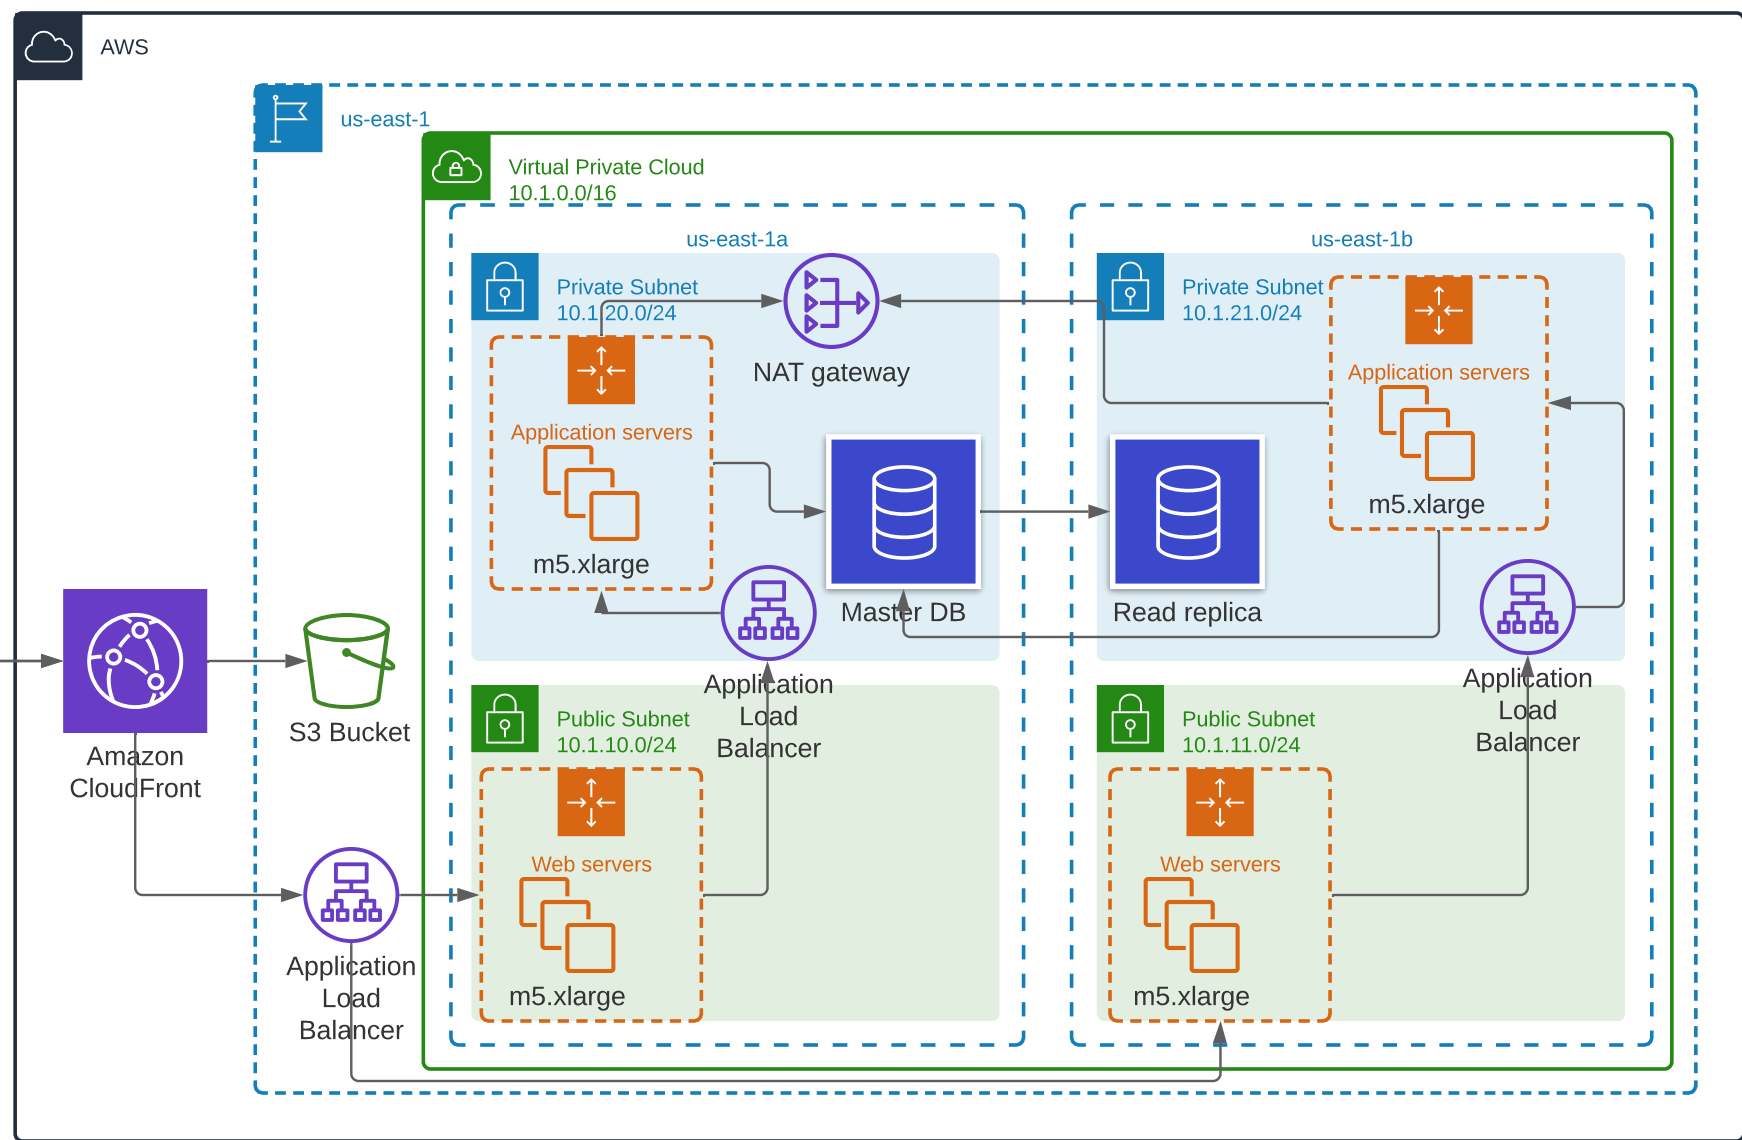 AWS
us-east-1
Virtual Private Cloud
10.1.0.0/16
us-east-1a
Private Subnet
10.1.20.0/24
NAT gateway
Application servers
m5.xlarge
Master DB
Application
Load
Balancer
Public Subnet
10.1.10.0/24
Web servers
m5.xlarge
us-east-1b
Private Subnet
10.1.21.0/24
Application servers
m5.xlarge
Read replica
Application
Load
Balancer
Public Subnet
10.1.11.0/24
Web servers
m5.xlarge
Amazon
CloudFront
S3 Bucket
Application
Load
Balancer